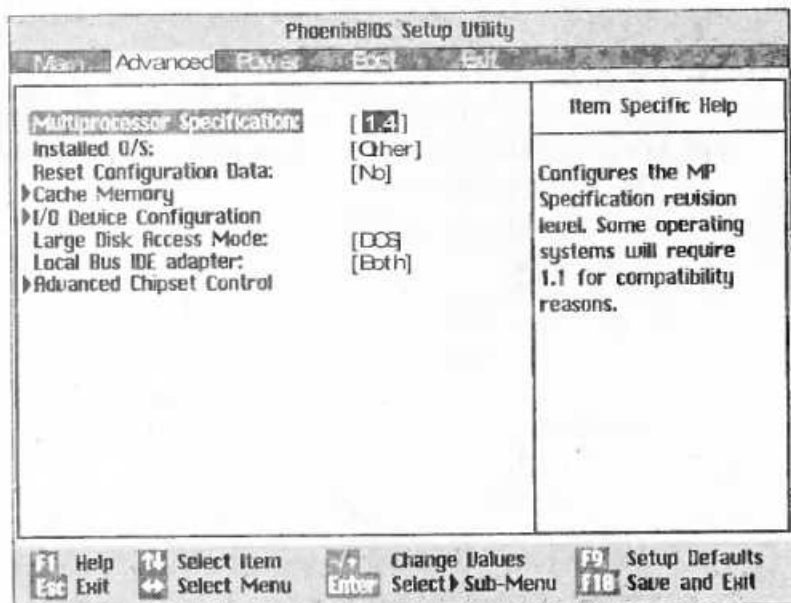 PhoenixBIOS Setup Utility
Main Advanced Power Boot Exit
Multiprocessor Specification: [1.4]
Installed O/S: [Other]
Reset Configuration Data: [No]
Cache Memory
I/O Device Configuration
Large Disk Access Mode: [DOS]
Local Bus IDE adapter: [Both]
Advanced Chipset Control
Item Specific Help
Configures the MP
Specification revision
level. Some operating
systems will require
1.1 for compatibility
reasons.
F1 Help ↑↓ Select Item -/+ Change Values F9 Setup Defaults
Esc Exit ↔ Select Menu Enter Select ▶ Sub-Menu F10 Save and Exit